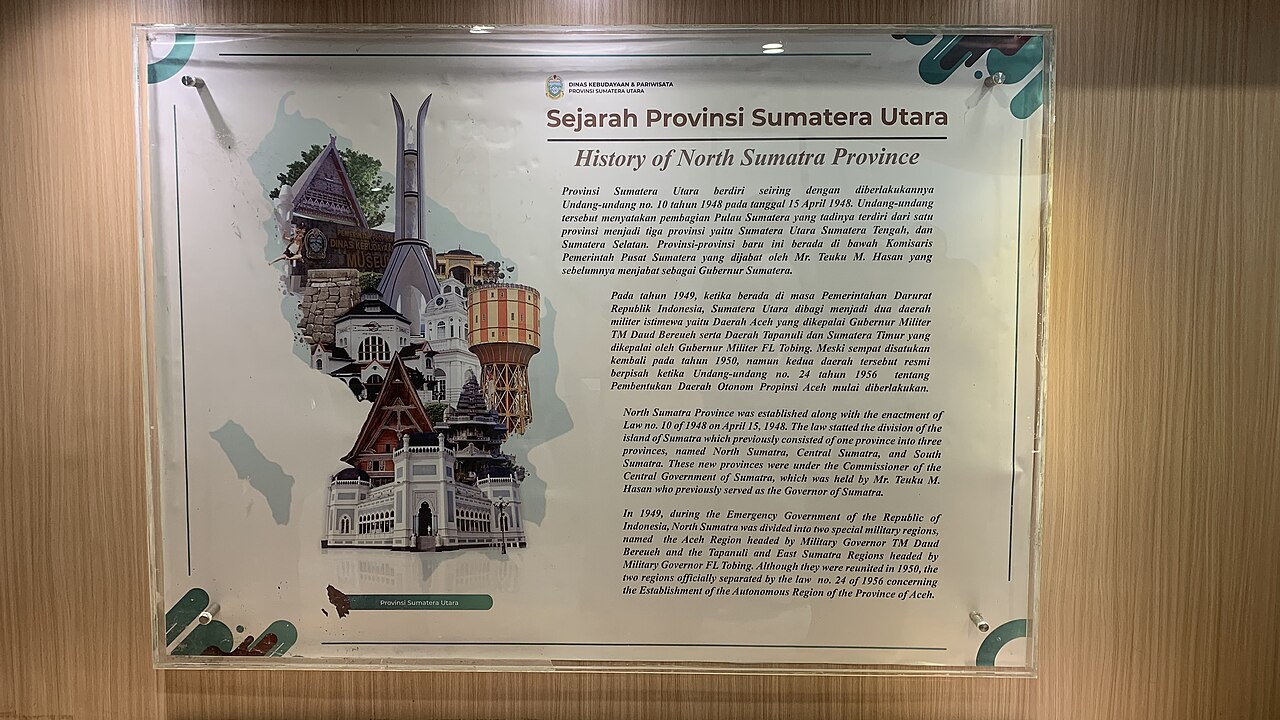 DINAS KEBUDAYAAN & PARIWISATA
PROVINSI SUMATERA UTARA
Sejarah Provinsi Sumatera Utara
History of North Sumatra Province
Provinsi Sumatera Utara berdiri seiring dengan diberlakukannya
Undang-undang no. 10 tahun 1948 pada tanggal 15 April 1948. Undang-undang
tersebut menyatakan pembagian Pulau Sumatera yang tadinya terdiri dari satu
provinsi menjadi tiga provinsi yaitu Sumatera Utara Sumatera Tengah, dan
Sumatera Selatan. Provinsi-provinsi baru ini berada di bawah Komisaris
Pemerintah Pusat Sumatera yang dijabat oleh Mr. Teuku M. Hasan yang
sebelumnya menjabat sebagai Gubernur Sumatera.
Pada tahun 1949, ketika berada di masa Pemerintahan Darurat
Republik Indonesia, Sumatera Utara dibagi menjadi dua daerah
militer istimewa yaitu Daerah Aceh yang dikepalai Gubernur Militer
TM Daud Bereueh serta Daerah Tapanuli dan Sumatera Timur yang
dikepalai oleh Gubernur Militer FL Tobing. Meski sempat disatukan
kembali pada tahun 1950, namun kedua daerah tersebut resmi
berpisah ketika Undang-undang no. 24 tahun 1956 tentang
Pembentukan Daerah Otonom Propinsi Aceh mulai diberlakukan.
North Sumatra Province was established along with the enactment of
Law no. 10 of 1948 on April 15, 1948. The law stated the division of the
island of Sumatra which previously consisted of one province into three
provinces, named North Sumatra, Central Sumatra, and South
Sumatra. These new provinces were under the Commissioner of the
Central Government of Sumatra, which was held by Mr. Teuku M.
Hasan who previously served as the Governor of Sumatra.
In 1949, during the Emergency Government of the Republic of
Indonesia, North Sumatra was divided into two special military regions,
named the Aceh Region headed by Military Governor TM Daud
Bereueh and the Tapanuli and East Sumatra Regions headed by
Military Governor FL Tobing. Although they were reunited in 1950, the
two regions officially separated by the law no. 24 of 1956 concerning
the Establishment of the Autonomous Region of the Province of Aceh.
DINAS
Provinsi Sumatera Utara